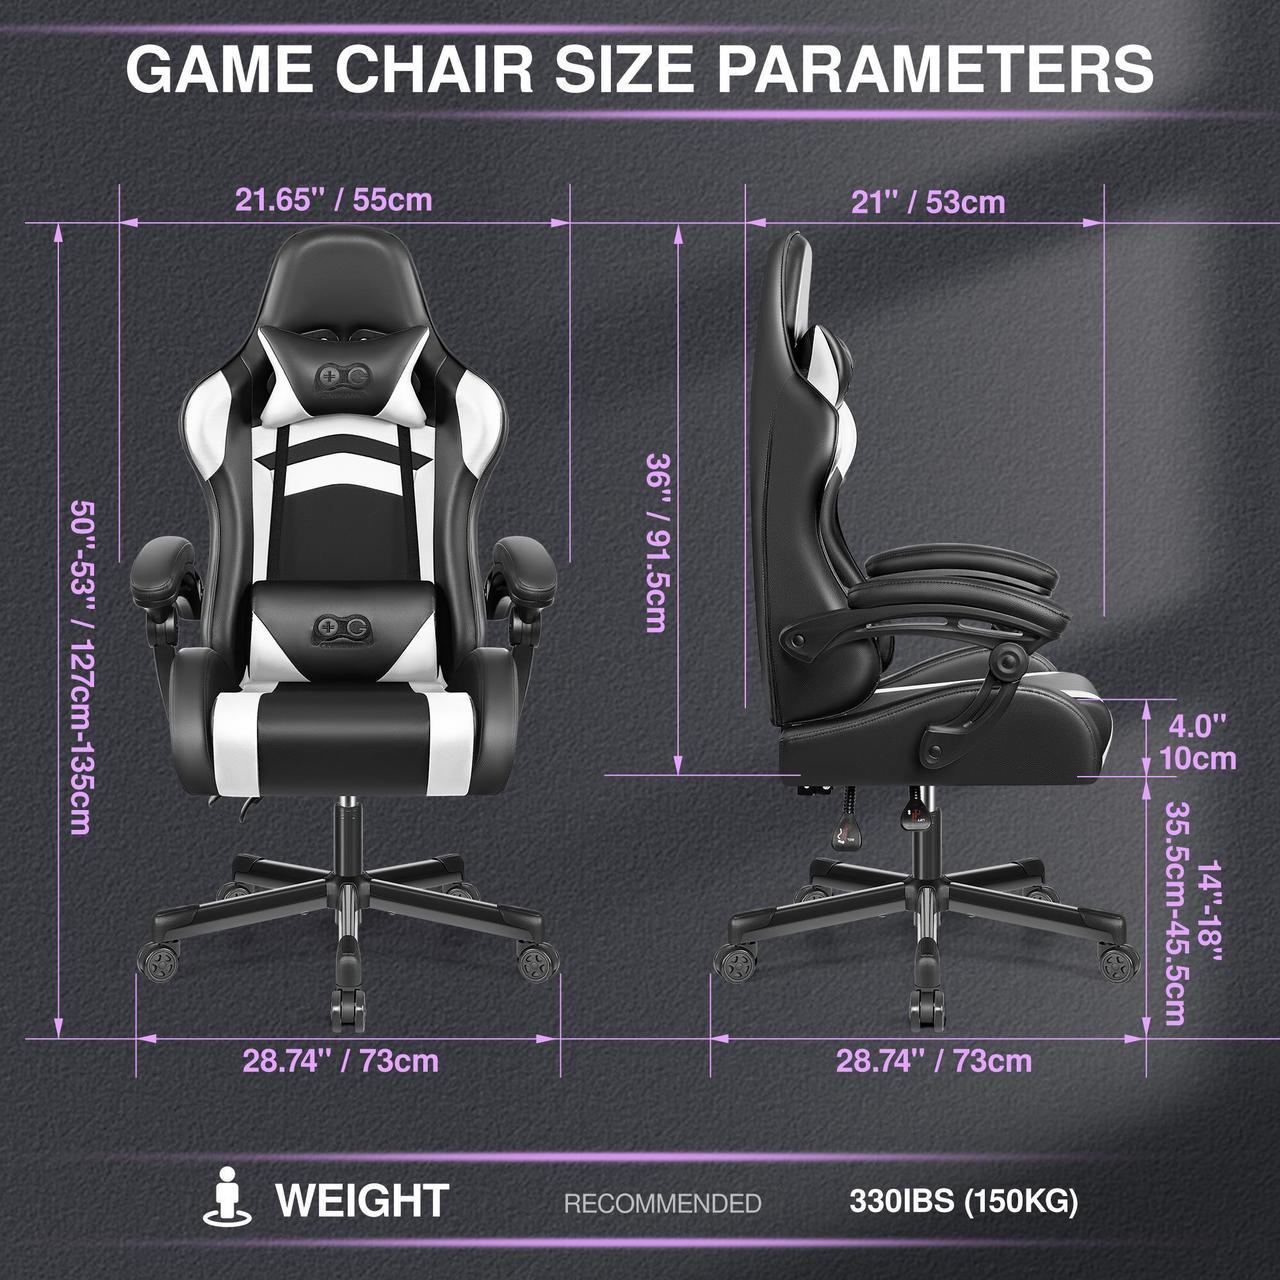 GAME CHAIR SIZE PARAMETERS
21.65" / 55cm
21" / 53cm
50"-53" / 127cm-135cm
36" / 91.5cm
4.0"
10cm
14"-18"
35.5cm-45.5cm
28.74" / 73cm
28.74" / 73cm
WEIGHT
RECOMMENDED
330IBS (150KG)